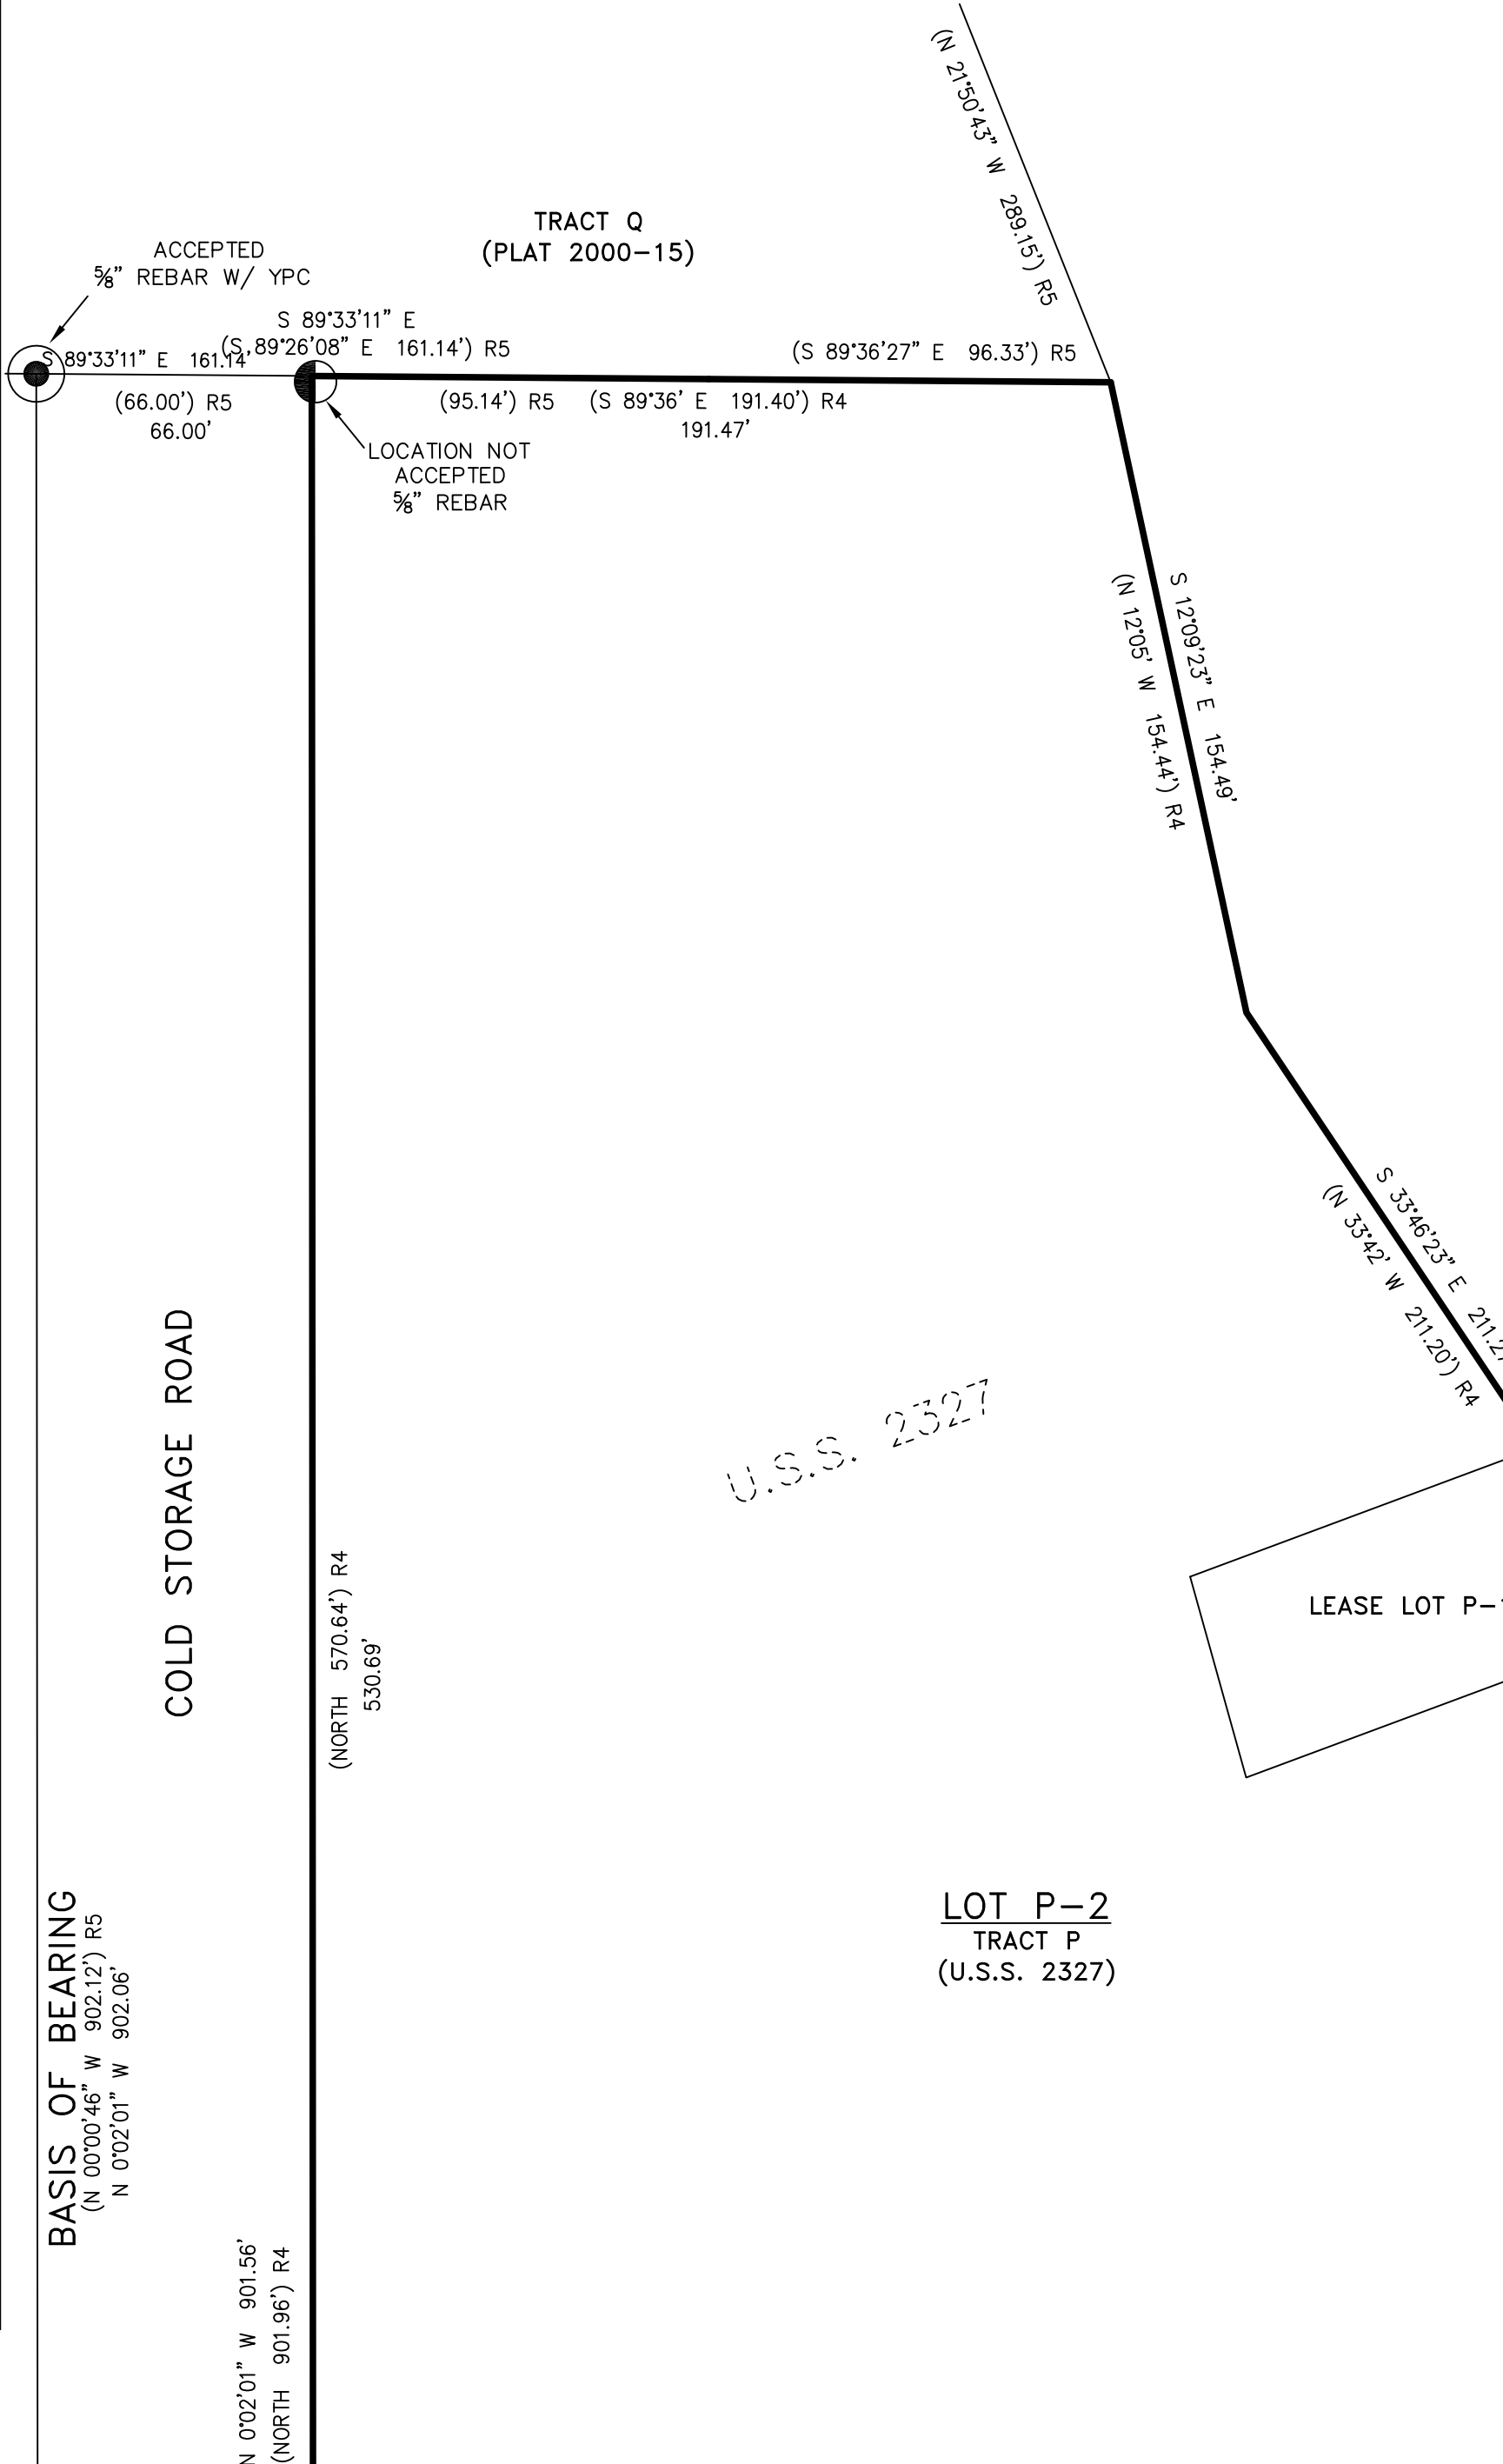 (N 21°50'43" W 289.15') R5
TRACT Q
(PLAT 2000-15)
ACCEPTED
⅝" REBAR W/ YPC
S 89°33'11" E
(S 89°26'08" E 161.14') R5
S 89°33'11" E 161.14'
(S 89°36'27" E 96.33') R5
(66.00') R5
66.00'
(95.14') R5
(S 89°36' E 191.40') R4
191.47'
LOCATION NOT
ACCEPTED
⅝" REBAR
S 12°09'23" E 154.49'
(N 12°05' W 154.44') R4
S 33°46'23" E 211.2
(N 33°42' W 211.20') R4
COLD STORAGE ROAD
U.S.S. 2327
(NORTH 570.64') R4
530.69'
LEASE LOT P-
LOT P-2
TRACT P
(U.S.S. 2327)
BASIS OF BEARING
(N 00°00'46" W 902.12') R5
N 0°02'01" W 902.06'
N 0°02'01" W 901.56'
(NORTH 901.96') R4